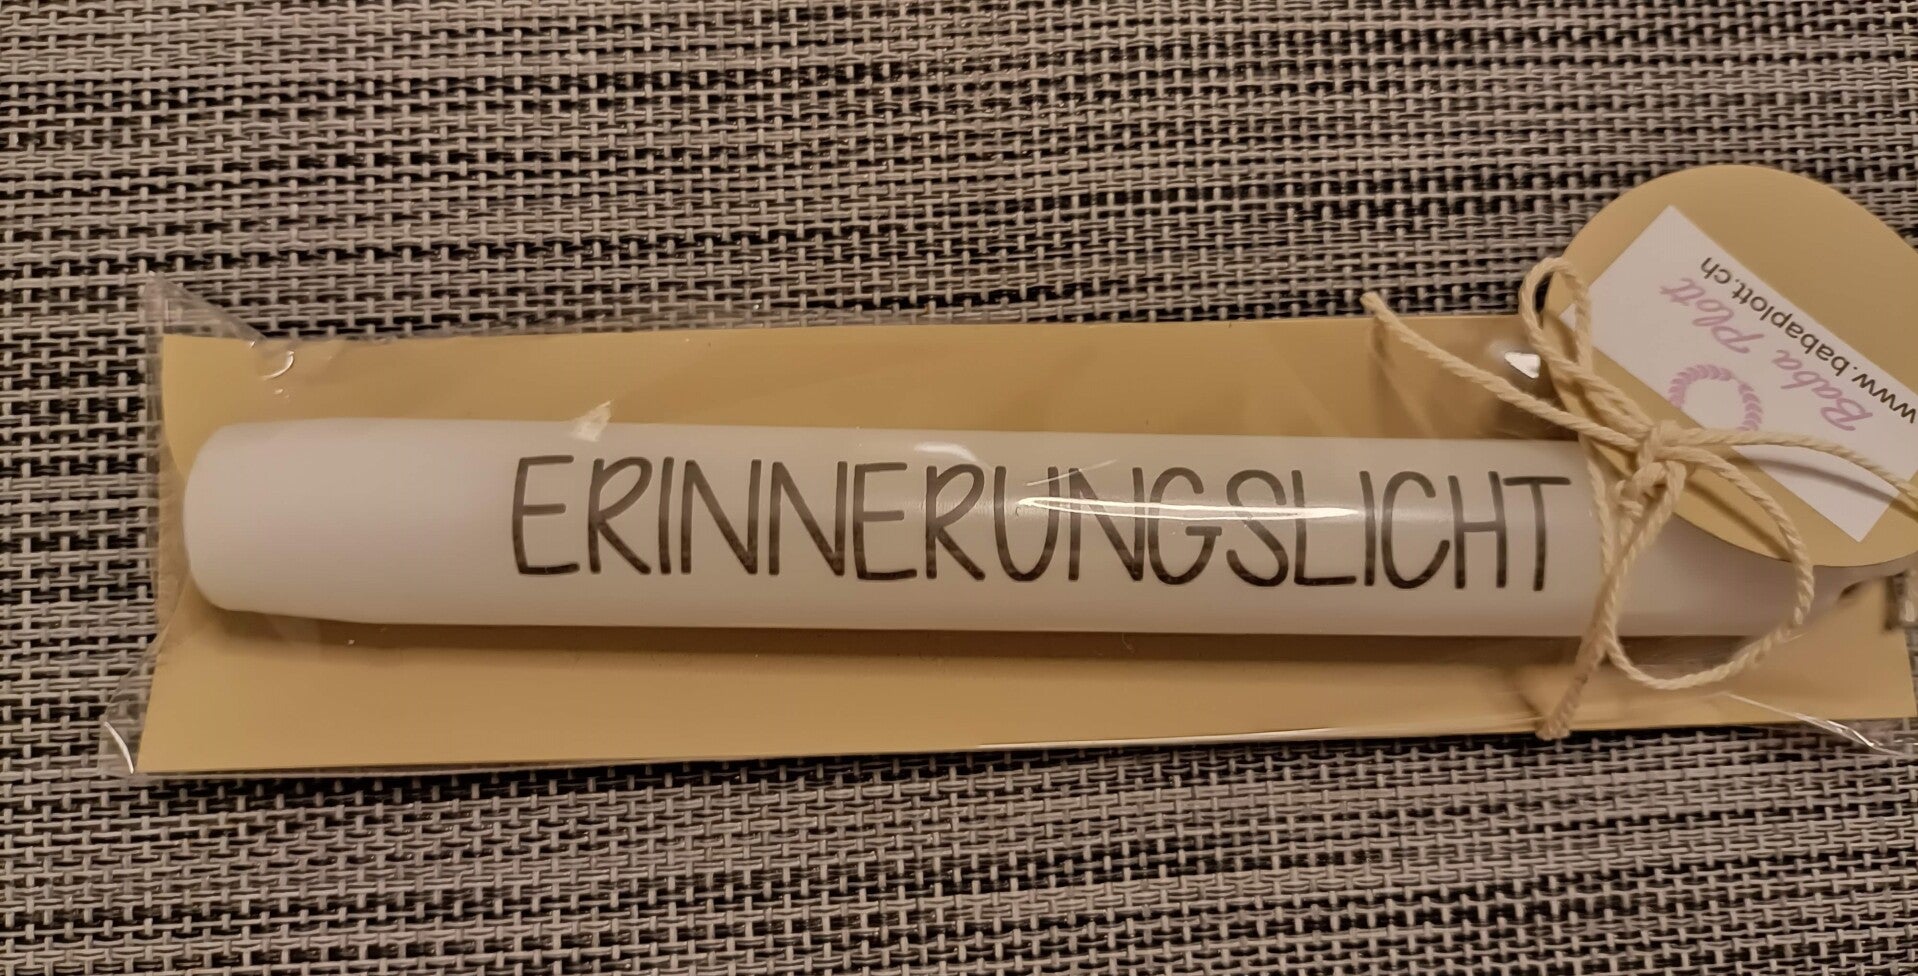 ERINNERUNGSLICHT
Baba Plott
www.babaplott.ch